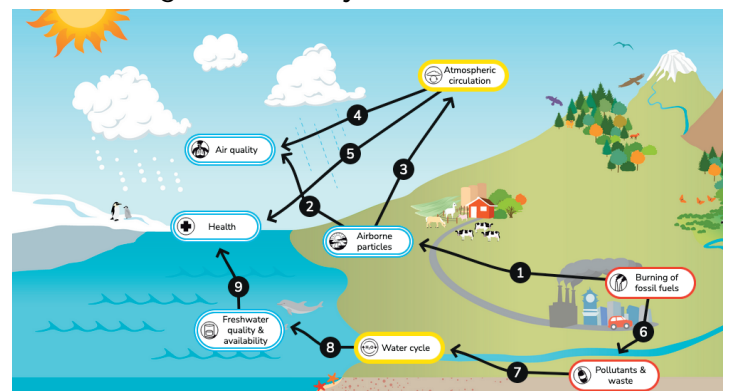 Atmospheric
circulation
4
Air quality
5
3
2
Health
Airborne
particles
1
Burning of
fossil fuels
9
6
Freshwater
quality &
availability
8
Water cycle
7
Pollutants &
waste